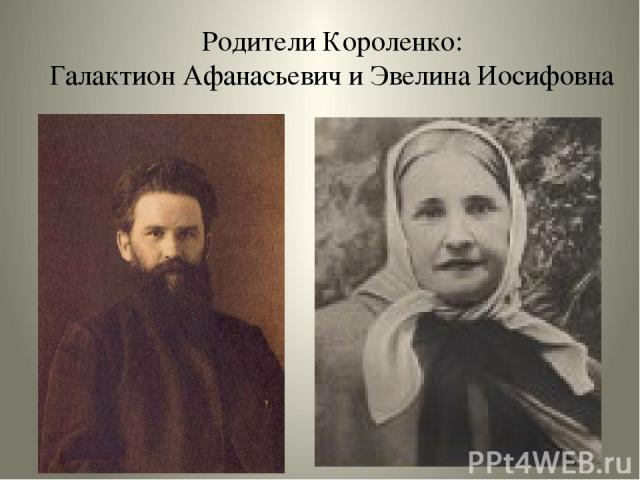 Родители Короленко:
Галактион Афанасьевич и Эвелина Иосифовна
PPt4WEB.ru